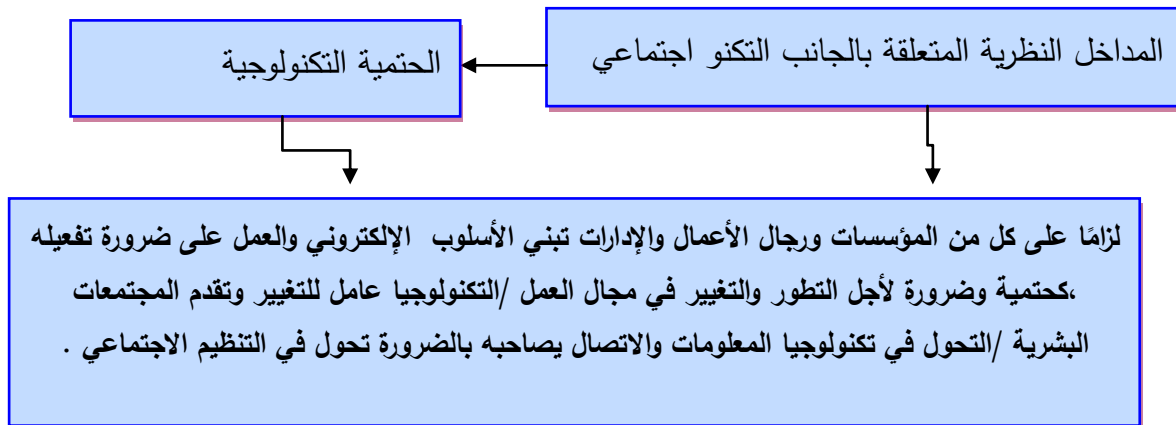 المداخل النظرية المتعلقة بالجانب التكنو اجتماعي
الحتمية التكنولوجية
لزامًا على كل من المؤسسات ورجال الأعمال والإدارات تبني الأسلوب الإلكتروني والعمل على ضرورة تفعيله
،كحتمية وضرورة لأجل التطور والتغيير في مجال العمل /التكنولوجيا عامل للتغيير وتقدم المجتمعات
البشرية /التحول في تكنولوجيا المعلومات والاتصال يصاحبه بالضرورة تحول في التنظيم الاجتماعي .